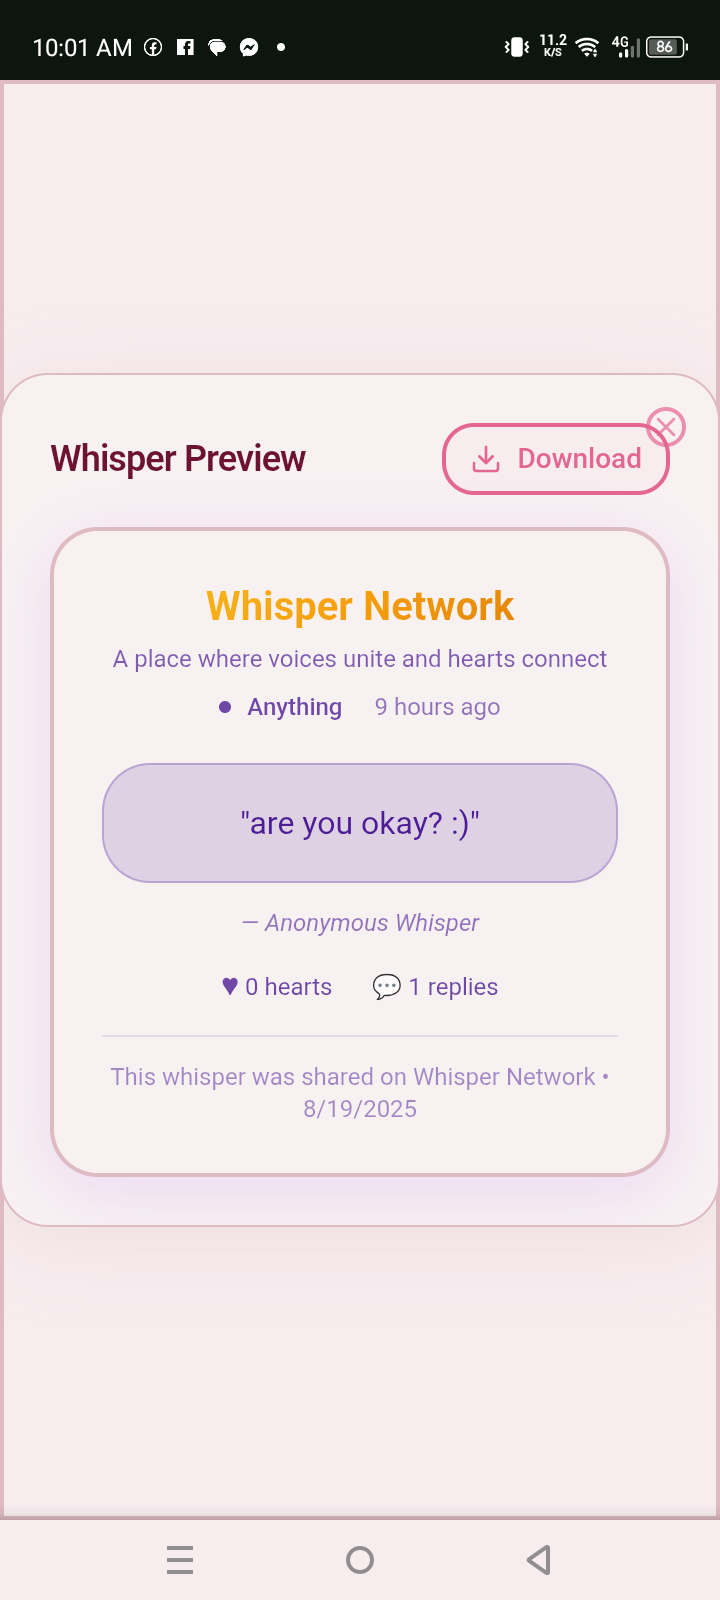 10:01 AM
11.2
K/S
4G
86
Whisper Preview
Download
Whisper Network
A place where voices unite and hearts connect
Anything 9 hours ago
"are you okay? :)"
— Anonymous Whisper
♥ 0 hearts 💬 1 replies
This whisper was shared on Whisper Network •
8/19/2025